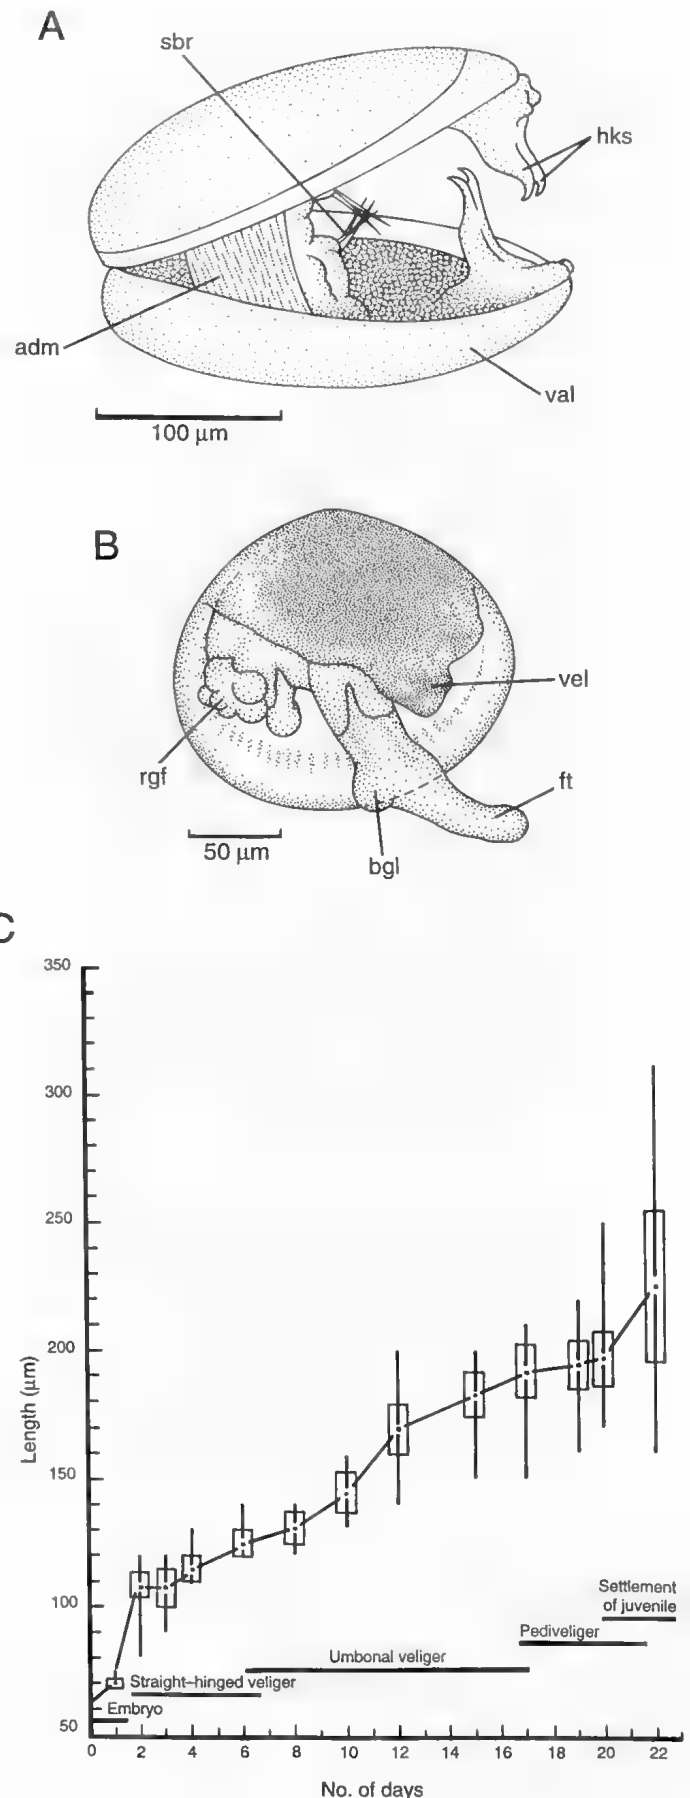 A
sbr
hks
adm
val
100 µm
B
vel
rgf
ft
50 µm
bgl
C
350
300
250
200
150
100
50
Length (µm)
Settlement
of juvenile
Pediveliger
Umbonal veliger
Straight–hinged veliger
Embryo
0 2 4 6 8 10 12 14 16 18 20 22
No. of days